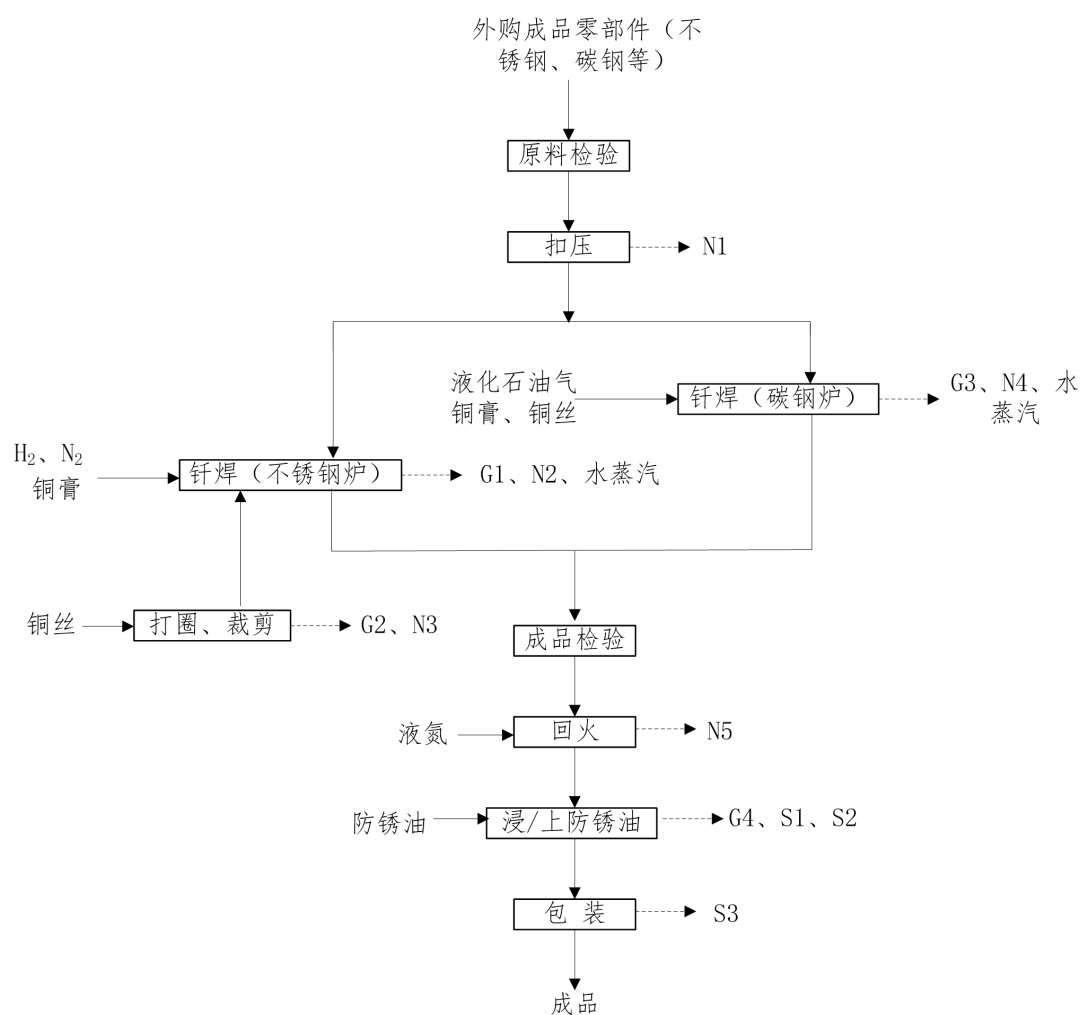 外购成品零部件（不
锈钢、碳钢等）
原料检验
扣压
N1
液化石油气
铜膏、铜丝
钎焊（碳钢炉）
G3、N4、水
蒸汽
H₂、N₂
铜膏
钎焊（不锈钢炉）
G1、N2、水蒸汽
铜丝
打圈、裁剪
G2、N3
成品检验
液氮
回火
N5
防锈油
浸/上防锈油
G4、S1、S2
包 装
S3
成品